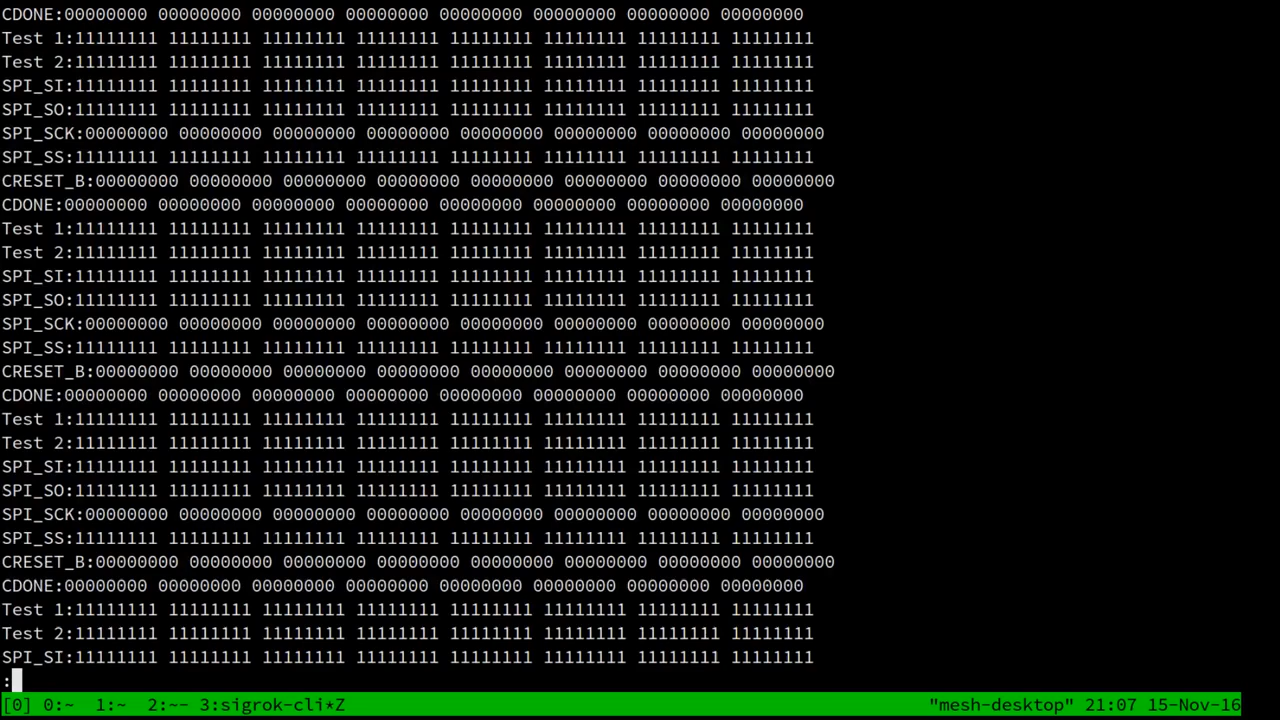 CDONE:00000000 00000000 00000000 00000000 00000000 00000000 00000000 00000000
Test 1:11111111 11111111 11111111 11111111 11111111 11111111 11111111 11111111
Test 2:11111111 11111111 11111111 11111111 11111111 11111111 11111111 11111111
SPI_SI:11111111 11111111 11111111 11111111 11111111 11111111 11111111 11111111
SPI_SO:11111111 11111111 11111111 11111111 11111111 11111111 11111111 11111111
SPI_SCK:00000000 00000000 00000000 00000000 00000000 00000000 00000000 00000000
SPI_SS:11111111 11111111 11111111 11111111 11111111 11111111 11111111 11111111
CRESET_B:00000000 00000000 00000000 00000000 00000000 00000000 00000000 00000000
CDONE:00000000 00000000 00000000 00000000 00000000 00000000 00000000 00000000
Test 1:11111111 11111111 11111111 11111111 11111111 11111111 11111111 11111111
Test 2:11111111 11111111 11111111 11111111 11111111 11111111 11111111 11111111
SPI_SI:11111111 11111111 11111111 11111111 11111111 11111111 11111111 11111111
SPI_SO:11111111 11111111 11111111 11111111 11111111 11111111 11111111 11111111
SPI_SCK:00000000 00000000 00000000 00000000 00000000 00000000 00000000 00000000
SPI_SS:11111111 11111111 11111111 11111111 11111111 11111111 11111111 11111111
CRESET_B:00000000 00000000 00000000 00000000 00000000 00000000 00000000 00000000
CDONE:00000000 00000000 00000000 00000000 00000000 00000000 00000000 00000000
Test 1:11111111 11111111 11111111 11111111 11111111 11111111 11111111 11111111
Test 2:11111111 11111111 11111111 11111111 11111111 11111111 11111111 11111111
SPI_SI:11111111 11111111 11111111 11111111 11111111 11111111 11111111 11111111
SPI_SO:11111111 11111111 11111111 11111111 11111111 11111111 11111111 11111111
SPI_SCK:00000000 00000000 00000000 00000000 00000000 00000000 00000000 00000000
SPI_SS:11111111 11111111 11111111 11111111 11111111 11111111 11111111 11111111
CRESET_B:00000000 00000000 00000000 00000000 00000000 00000000 00000000 00000000
CDONE:00000000 00000000 00000000 00000000 00000000 00000000 00000000 00000000
Test 1:11111111 11111111 11111111 11111111 11111111 11111111 11111111 11111111
Test 2:11111111 11111111 11111111 11111111 11111111 11111111 11111111 11111111
SPI_SI:11111111 11111111 11111111 11111111 11111111 11111111 11111111 11111111
:
[0] 0:~  1:~  2:~- 3:sigrok-cli*Z "mesh-desktop" 21:07 15-Nov-16